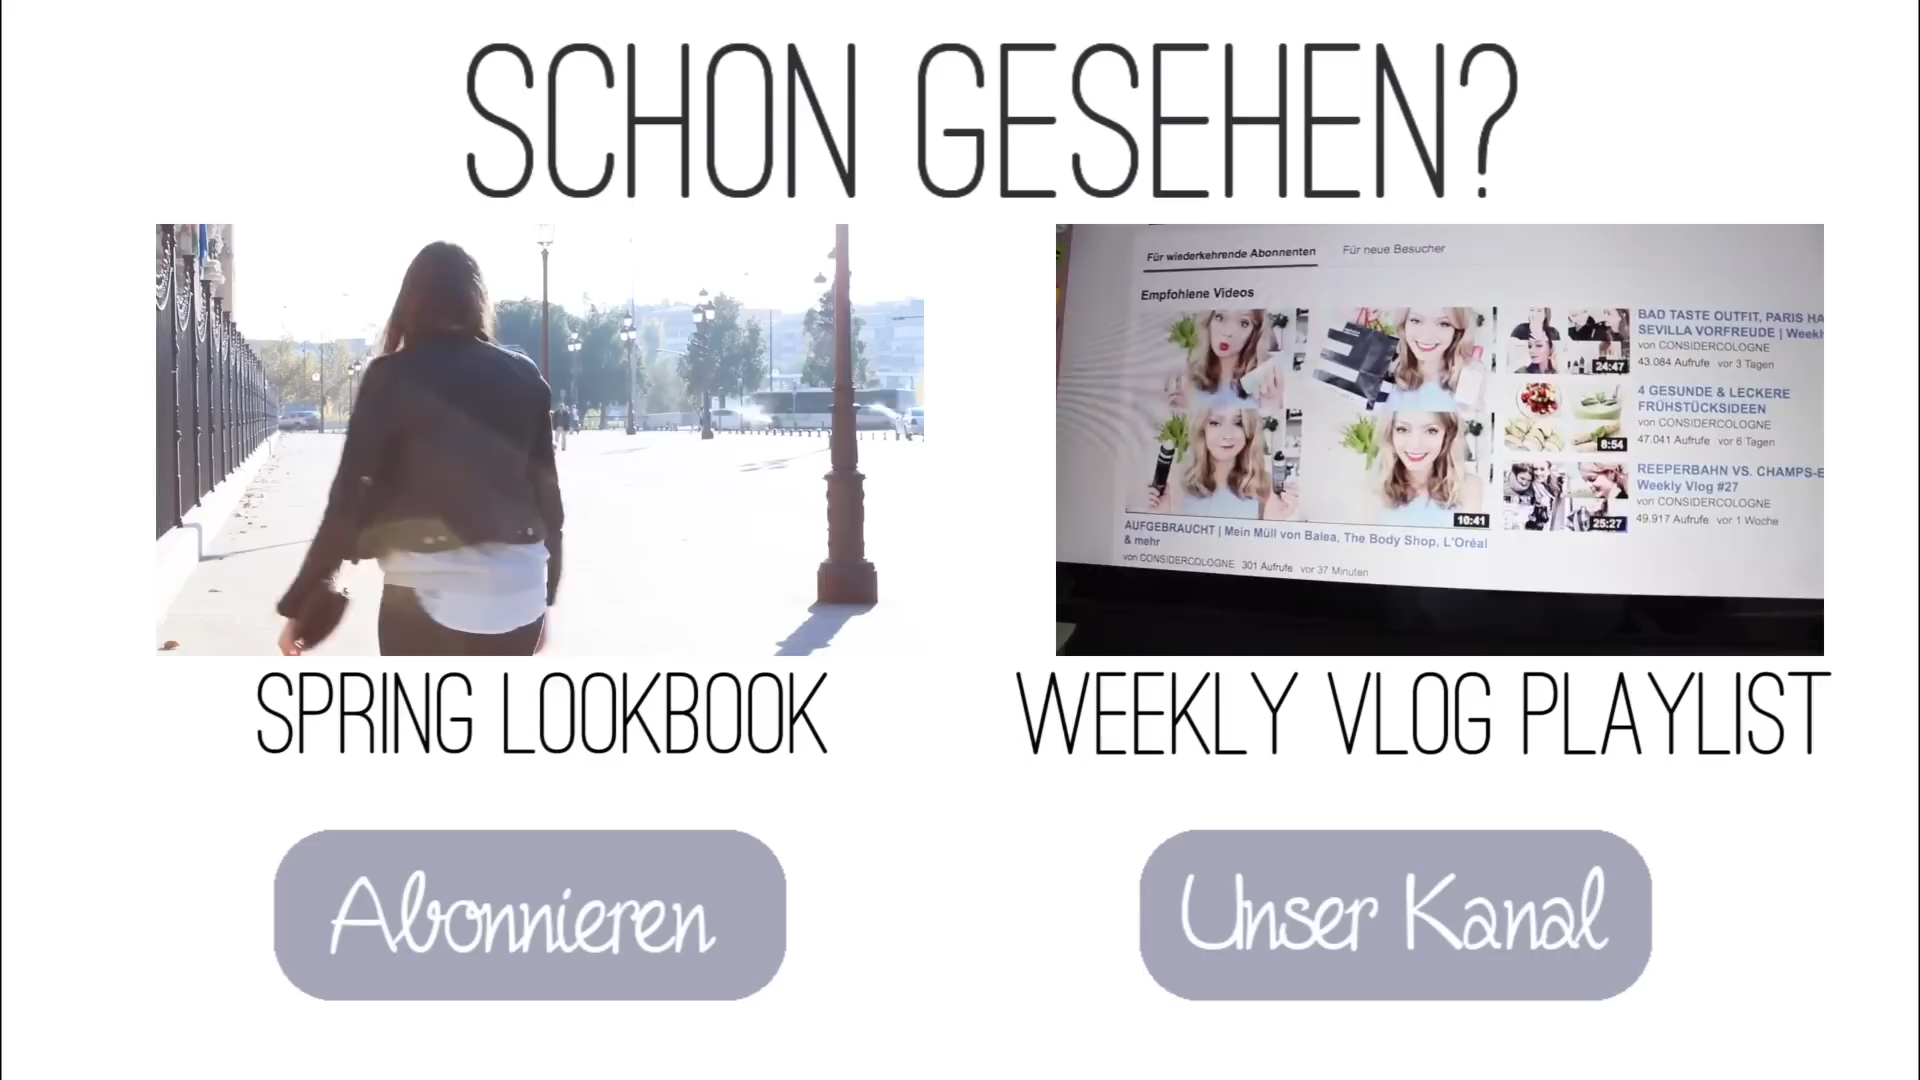 SCHON GESEHEN?
Für wiederkehrende Abonnenten
Für neue Besucher
Empfohlene Videos
10:41
AUFGEBRAUCHT | Mein Müll von Balea, The Body Shop, L'Oréal
& mehr
von CONSIDERCOLOGNE 301 Aufrufe vor 37 Minuten
24:47
BAD TASTE OUTFIT, PARIS HA
SEVILLA VORFREUDE | Weekl
von CONSIDERCOLOGNE
43.084 Aufrufe vor 3 Tagen
8:54
4 GESUNDE & LECKERE
FRÜHSTÜCKSIDEEN
von CONSIDERCOLOGNE
47.041 Aufrufe vor 6 Tagen
25:27
REEPERBAHN VS. CHAMPS-E
Weekly Vlog #27
von CONSIDERCOLOGNE
49.917 Aufrufe vor 1 Woche
SPRING LOOKBOOK
WEEKLY VLOG PLAYLIST
Abonnieren
Unser Kanal